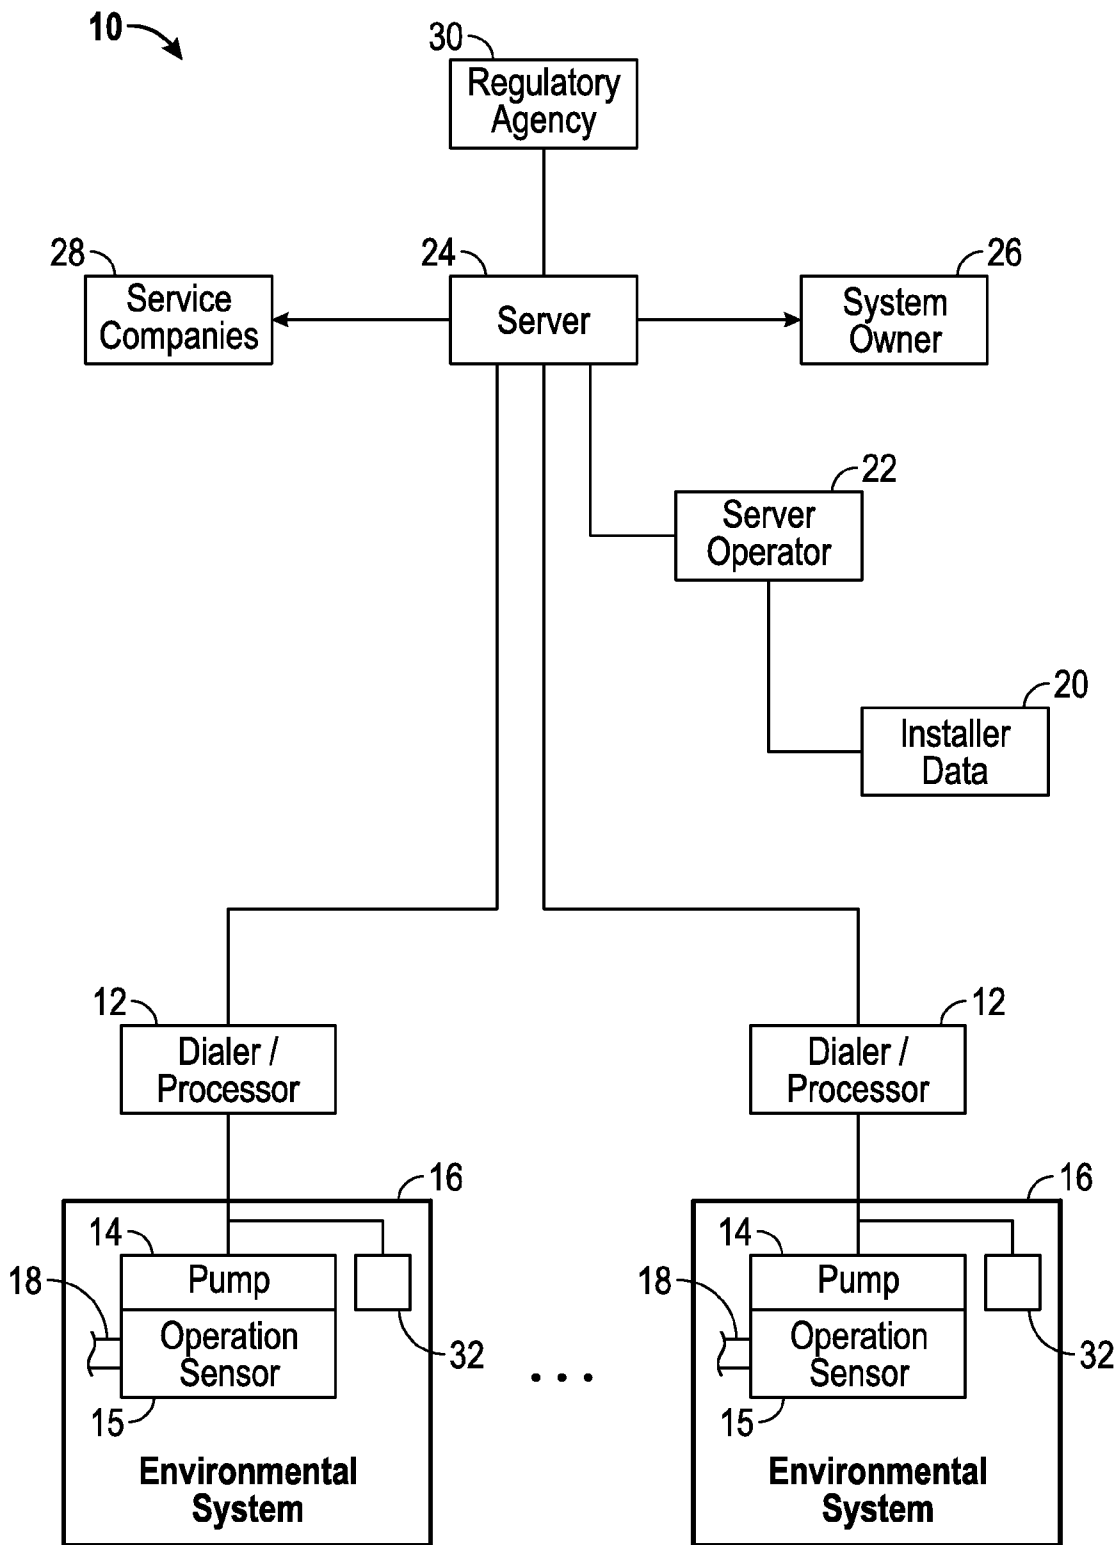 10
30
Regulatory
Agency
28
Service
Companies
24
Server
26
System
Owner
22
Server
Operator
20
Installer
Data
12
Dialer /
Processor
12
Dialer /
Processor
16
14
Pump
18
Operation
Sensor
32
15
Environmental
System
...
16
14
Pump
18
Operation
Sensor
32
15
Environmental
System